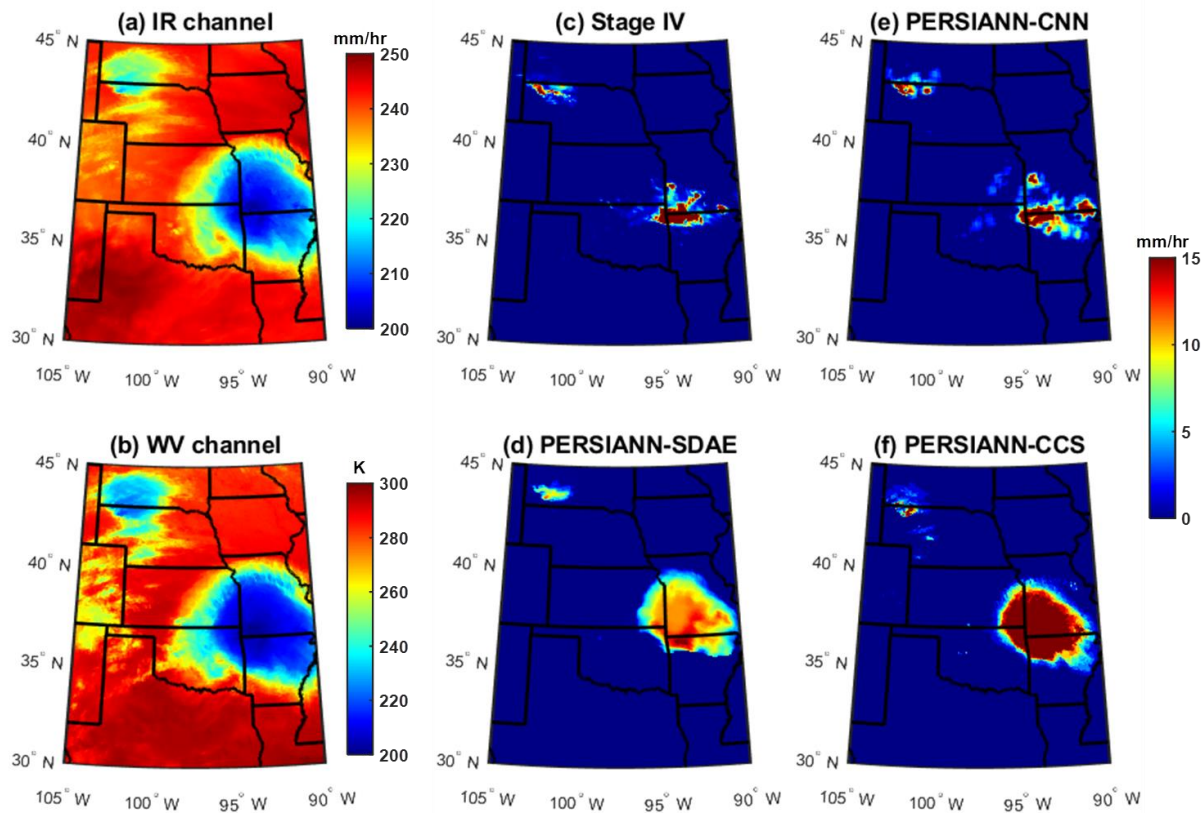 (a) IR channel
mm/hr
45° N
40° N
35° N
30° N
105° W
100° W
95° W
90° W
250
240
230
220
210
200
(c) Stage IV
45° N
40° N
35° N
30° N
105° W
100° W
95° W
90° W
(e) PERSIANN-CNN
45° N
40° N
35° N
30° N
105° W
100° W
95° W
90° W
mm/hr
15
10
5
0
(b) WV channel
K
45° N
40° N
35° N
30° N
105° W
100° W
95° W
90° W
300
280
260
240
220
200
(d) PERSIANN-SDAE
45° N
40° N
35° N
30° N
105° W
100° W
95° W
90° W
(f) PERSIANN-CCS
45° N
40° N
35° N
30° N
105° W
100° W
95° W
90° W